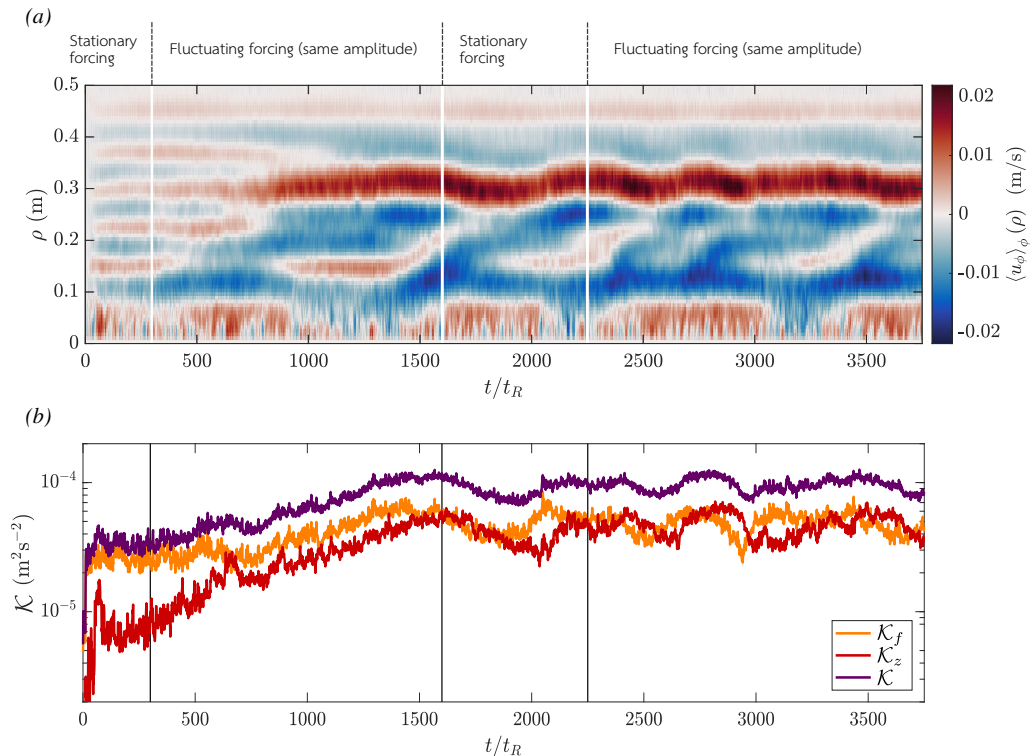 (a)
Stationary
forcing
Fluctuating forcing (same amplitude)
Stationary
forcing
Fluctuating forcing (same amplitude)
0.5
0.4
0.3
0.2
0.1
0
ρ (m)
0 500 1000 1500 2000 2500 3000 3500
t/t_R
0.02
0.01
0
-0.01
-0.02
⟨u_ϕ⟩_ϕ (ρ) (m/s)
(b)
10^{-4}
10^{-5}
𝒦 (m^2s^{-2})
𝒦_f
𝒦_z
𝒦
0 500 1000 1500 2000 2500 3000 3500
t/t_R